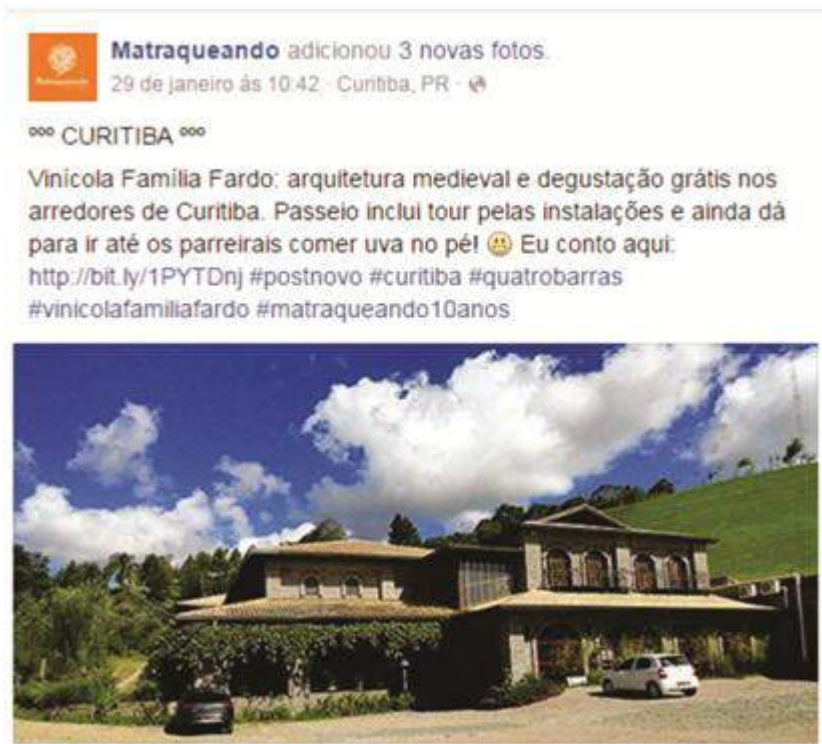 Matraqueando adicionou 3 novas fotos.
29 de janeiro às 10:42 · Curitiba, PR ·
ººº CURITIBA ººº
Vinícola Família Fardo: arquitetura medieval e degustação grátis nos
arredores de Curitiba. Passeio inclui tour pelas instalações e ainda dá
para ir até os parreirais comer uva no pé! 🙂 Eu conto aqui:
http://bit.ly/1PYTDnj #postnovo #curitiba #quatrobarras
#vinicolafamiliafardo #matraqueando10anos